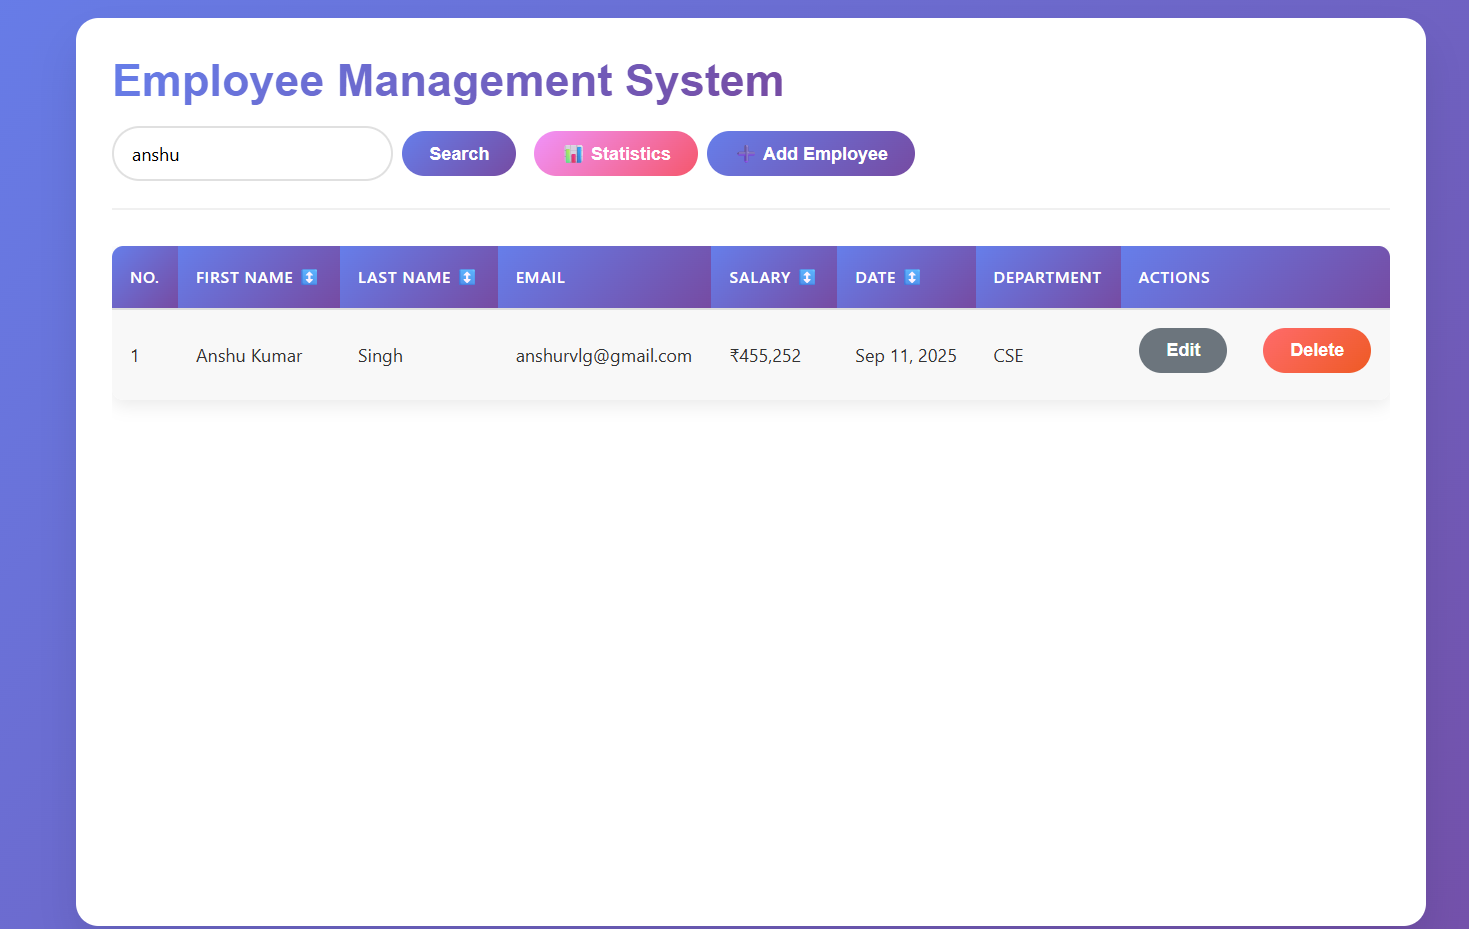 Employee Management System
anshu Search 📊 Statistics ➕ Add Employee
NO. FIRST NAME ↕️ LAST NAME ↕️ EMAIL SALARY ↕️ DATE ↕️ DEPARTMENT ACTIONS
1 Anshu Kumar Singh anshurvlg@gmail.com ₹455,252 Sep 11, 2025 CSE Edit Delete